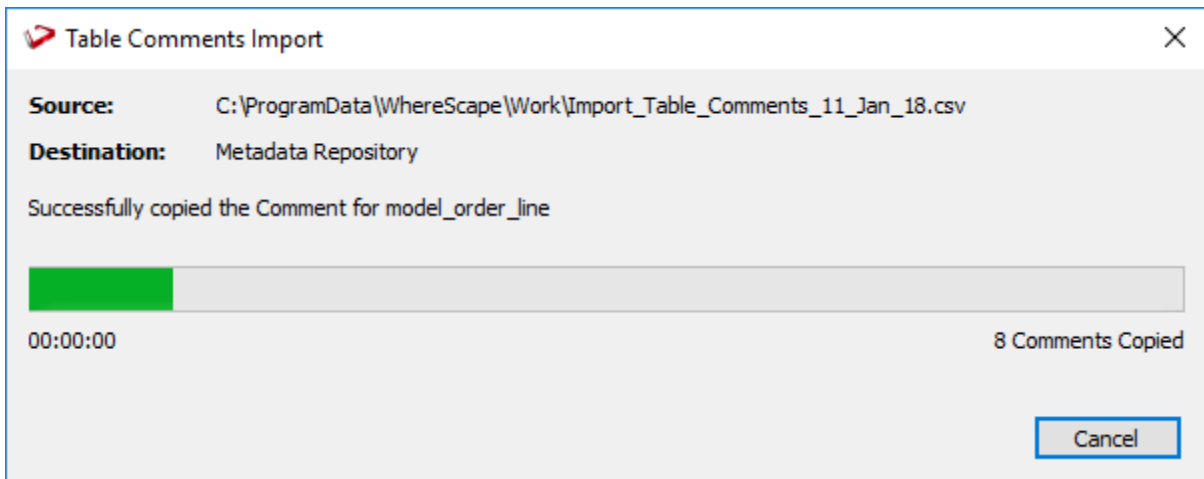 Table Comments Import
Source: C:\ProgramData\WhereScape\Work\Import_Table_Comments_11_Jan_18.csv
Destination: Metadata Repository
Successfully copied the Comment for model_order_line
00:00:00 8 Comments Copied
Cancel